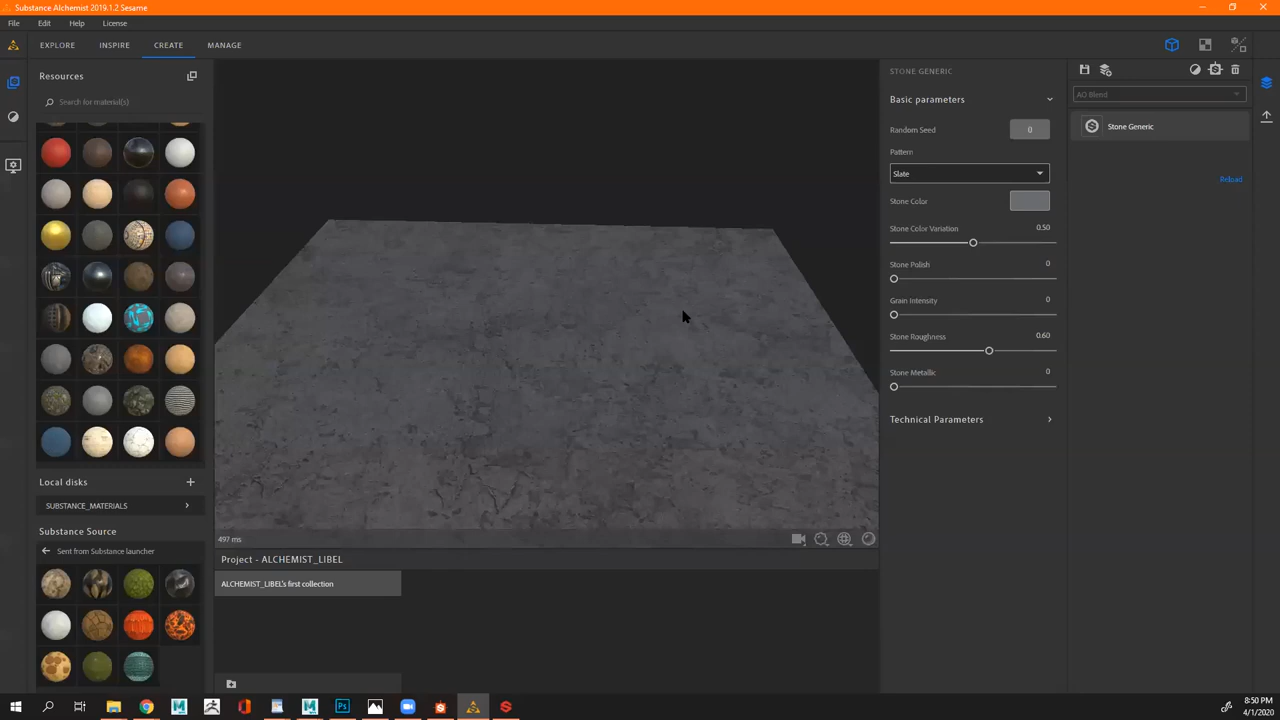 Substance Alchemist 2019.1.2 Sesame
File Edit Help License
EXPLORE INSPIRE CREATE MANAGE
Resources
Search for material(s)
Local disks
SUBSTANCE_MATERIALS
Substance Source
Sent from Substance launcher
497 ms
Project - ALCHEMIST_LIBEL
ALCHEMIST_LIBEL's first collection
STONE GENERIC
Basic parameters
Random Seed 0
Pattern
Slate
Stone Color
Stone Color Variation 0.50
Stone Polish 0
Grain Intensity 0
Stone Roughness 0.60
Stone Metallic 0
Technical Parameters
AO Blend
Stone Generic
Reload
8:50 PM
4/1/2020